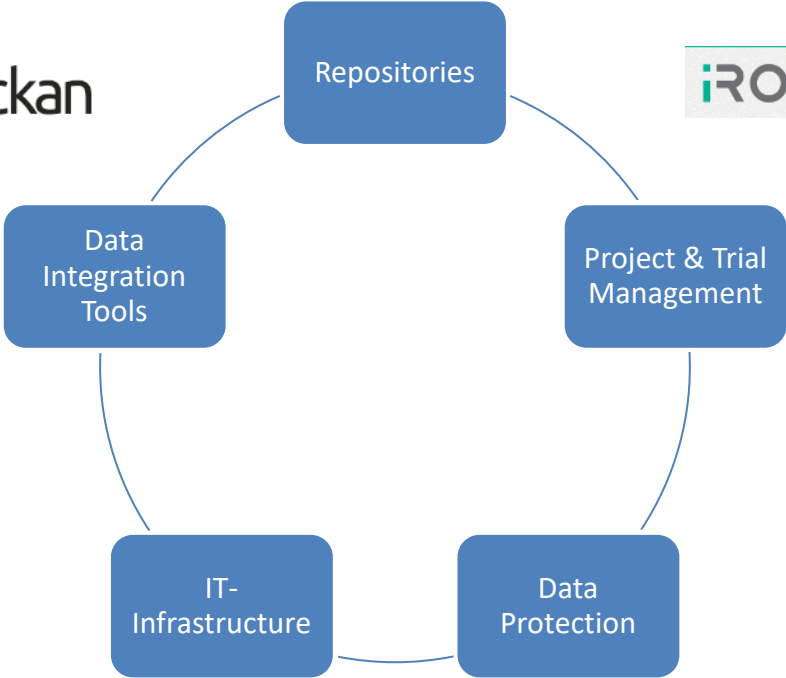 Repositories
ckan
iRO
Data
Integration
Tools
Project & Trial
Management
IT-
Infrastructure
Data
Protection